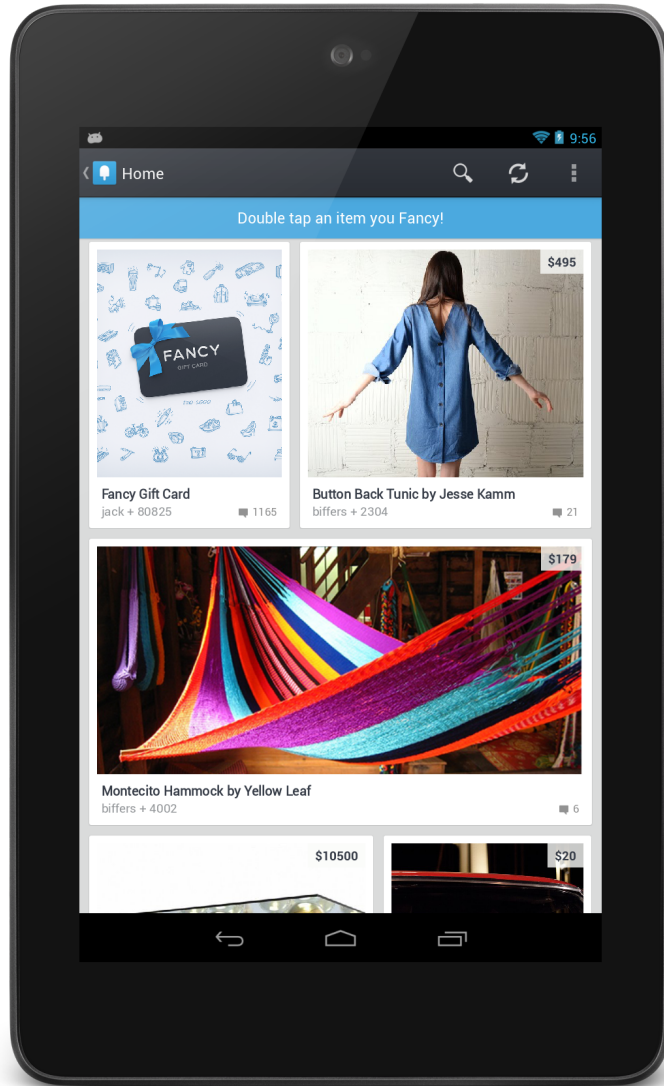 9:56
Home
Double tap an item you Fancy!
FANCY
GIFT CARD
Fancy Gift Card
jack + 80825
1165
$495
Button Back Tunic by Jesse Kamm
biffers + 2304
21
$179
Montecito Hammock by Yellow Leaf
biffers + 4002
6
$10500
$20